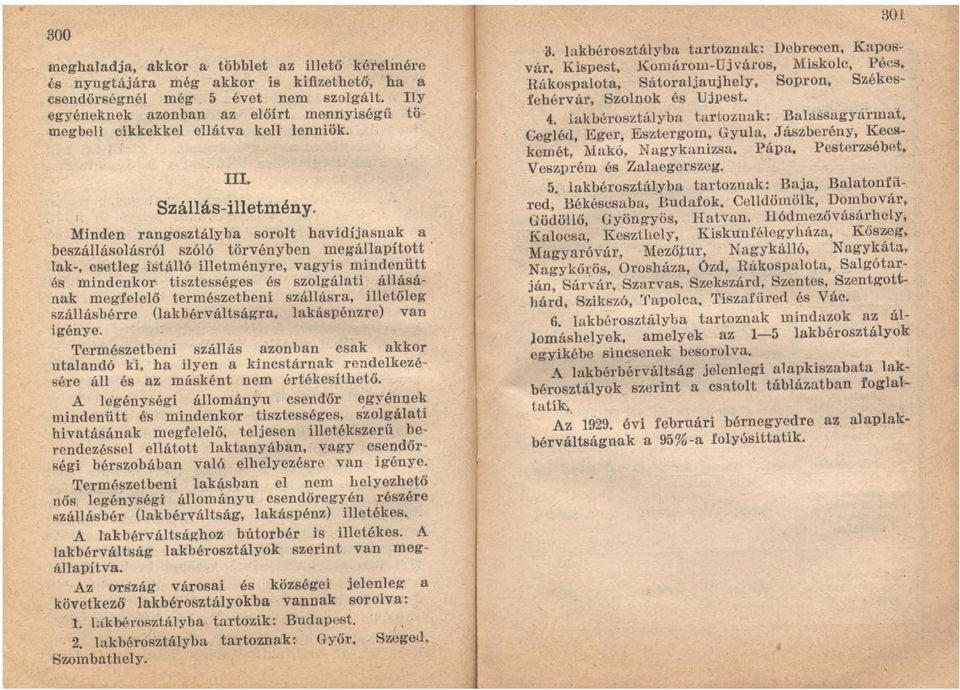 300
meghaladja, akkor a többlet az illető kérelmére
és nyugtájára még akkor is kifizethető, ha a
csendőrségnél még 5 évet nem szolgált. Ily
egyéneknek azonban az előírt mennyiségű tö-
megbeli cikkekkel ellátva kell lenniök.
III.
Szállás-illetmény.
Minden rangosztályba sorolt havidíjasnak a
beszállásolásról szóló törvényben megállapított
lak-, esetleg istálló illetményre, vagyis mindenütt
és mindenkor tisztességes és szolgálati állásá-
nak megfelelő természetbeni szállásra, illetőleg
szállásbérre (lakbérváltságra, lakáspénzre) van
igénye.
Természetbeni szállás azonban csak akkor
utalandó ki, ha ilyen a kincstárnak rendelkezé-
sére áll és az másként nem értékesíthető.
A legénységi állományu csendőr egyénnek
mindenütt és mindenkor tisztességes, szolgálati
hivatásának megfelelő, teljesen illetékszerű be-
rendezéssel ellátott laktanyában, vagy csendőr-
ségi bérszobában való elhelyezésre van igénye.
Természetbeni lakásban el nem helyezhető
nős legénységi állományu csendőregyén részére
szállásbér (lakbérváltság, lakáspénz) illetékes.
A lakbérváltsághoz bútorbér is illetékes. A
lakbérváltság lakbérosztályok szerint van meg-
állapítva.
Az ország városai és községei jelenleg a
következő lakbérosztályokba vannak sorolva:
1. lakbérosztályba tartozik: Budapest.
2. lakbérosztályba tartoznak: Győr, Szeged,
Szombathely.
301
3. lakbérosztályba tartoznak: Debrecen, Kapos-
vár, Kispest, Komárom-Ujváros, Miskolc, Pécs,
Rákospalota, Sátoraljaujhely, Sopron, Székes-
fehérvár, Szolnok és Ujpest.
4. lakbérosztályba tartoznak: Balassagyarmat,
Cegléd, Eger, Esztergom, Gyula, Jászberény, Kecs-
kemét, Makó, Nagykanizsa, Pápa, Pesterzsébet,
Veszprém és Zalaegerszeg.
5. lakbérosztályba tartoznak: Baja, Balatonfü-
red, Békéscsaba, Budafok, Celldömölk, Dombovár,
Gödöllő, Gyöngyös, Hatvan, Hódmezővásárhely,
Kalocsa, Keszthely, Kiskunfélegyháza, Kőszeg,
Magyaróvár, Mezőtur, Nagykálló, Nagykáta,
Nagykőrös, Orosháza, Ózd, Rákospalota, Salgótar-
ján, Sárvár, Szarvas, Szekszárd, Szentes, Szentgott-
hárd, Szikszó, Tapolca, Tiszafüred és Vác.
6. lakbérosztályba tartoznak mindazok az ál-
lomáshelyek, amelyek az 1—5 lakbérosztályok
egyikébe sincsenek besorolva.
A lakbérbérváltság jelenlegi alapkiszabata lak-
bérosztályok szerint a csatolt táblázatban foglal-
tatik.
Az 1929. évi februári bérnegyedre az alaplak-
bérváltságnak a 95%-a folyósittatik.